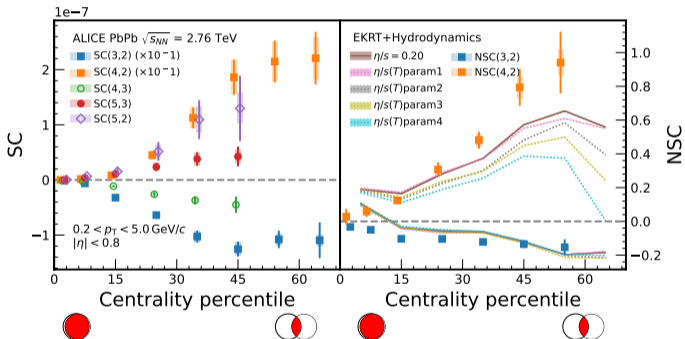 1e−7
ALICE PbPb √sNN = 2.76 TeV
SC(3,2) (×10−1)
SC(4,2) (×10−1)
SC(4,3)
SC(5,3)
SC(5,2)
0.2 < pT < 5.0 GeV/c
|η| < 0.8
SC
2
1
0
−1
0
15
30
45
60
Centrality percentile
EKRT+Hydrodynamics
η/s = 0.20
η/s(T)param1
η/s(T)param2
η/s(T)param3
η/s(T)param4
NSC(3,2)
NSC(4,2)
1.0
0.8
0.6
0.4
0.2
0.0
−0.2
NSC
0
15
30
45
60
Centrality percentile